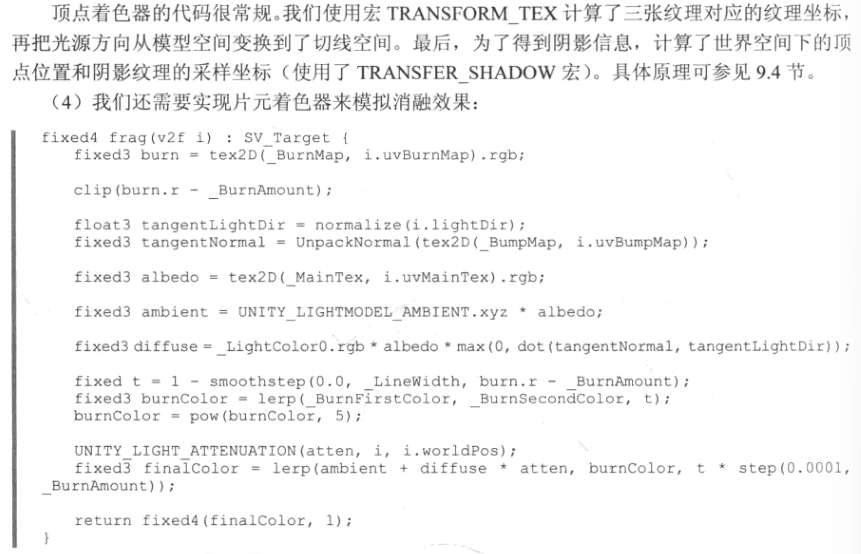 顶点着色器的代码很常规。我们使用宏 TRANSFORM_TEX 计算了三张纹理对应的纹理坐标，
再把光源方向从模型空间变换到了切线空间。最后，为了得到阴影信息，计算了世界空间下的顶
点位置和阴影纹理的采样坐标（使用了 TRANSFER_SHADOW 宏）。具体原理可参见 9.4 节。
（4）我们还需要实现片元着色器来模拟消融效果：
fixed4 frag(v2f i) : SV_Target {
fixed3 burn = tex2D(_BurnMap, i.uvBurnMap).rgb;
clip(burn.r - _BurnAmount);
float3 tangentLightDir = normalize(i.lightDir);
fixed3 tangentNormal = UnpackNormal(tex2D(_BumpMap, i.uvBumpMap));
fixed3 albedo = tex2D(_MainTex, i.uvMainTex).rgb;
fixed3 ambient = UNITY_LIGHTMODEL_AMBIENT.xyz * albedo;
fixed3 diffuse = _LightColor0.rgb * albedo * max(0, dot(tangentNormal, tangentLightDir));
fixed t = 1 - smoothstep(0.0, _LineWidth, burn.r - _BurnAmount);
fixed3 burnColor = lerp(_BurnFirstColor, _BurnSecondColor, t);
burnColor = pow(burnColor, 5);
UNITY_LIGHT_ATTENUATION(atten, i, i.worldPos);
fixed3 finalColor = lerp(ambient + diffuse * atten, burnColor, t * step(0.0001,
_BurnAmount));
return fixed4(finalColor, 1);
}